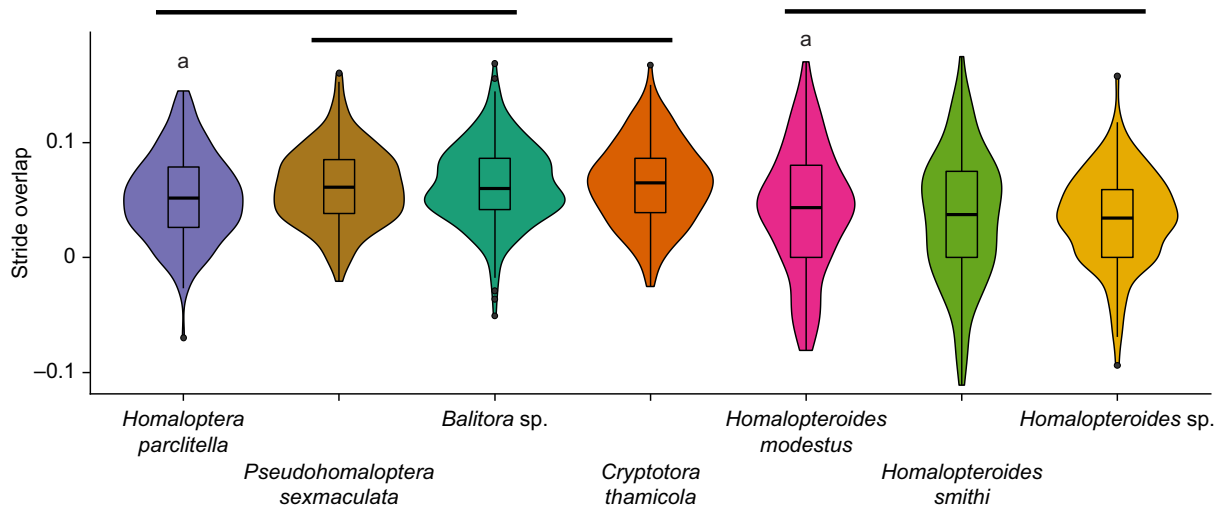 a
a
Stride overlap
0.1
0
–0.1
Homaloptera
parclitella
Pseudohomaloptera
sexmaculata
Balitora sp.
Cryptotora
thamicola
Homalopteroides
modestus
Homalopteroides
smithi
Homalopteroides sp.